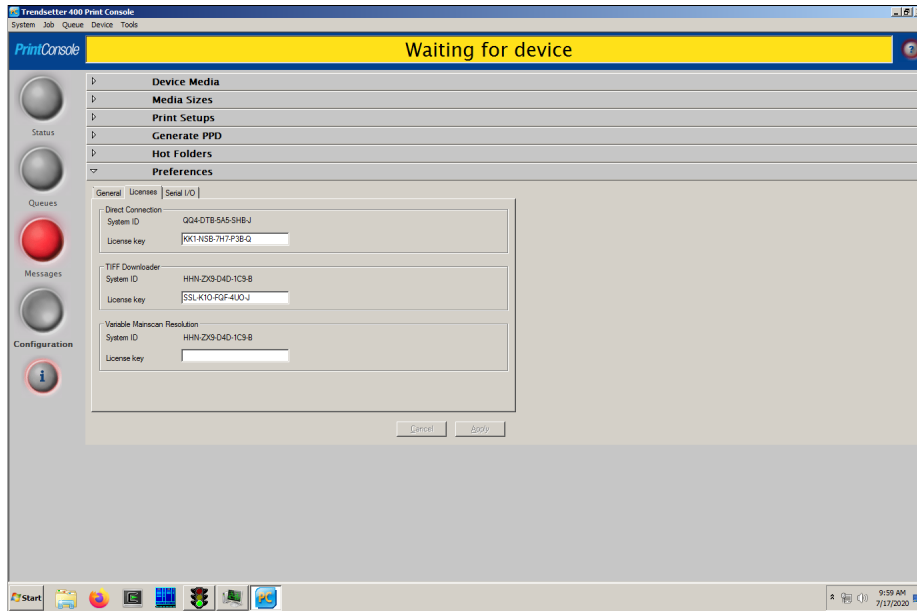 Trendsetter 400 Print Console
System Job Queue Device Tools
PrintConsole
Waiting for device
?
Device Media
Media Sizes
Print Setups
Generate PPD
Hot Folders
Preferences
Status
Queues
Messages
Configuration
i
General Licenses Serial I/O
Direct Connection
System ID QQ4-DTB-5A5-SHB-J
License key KK1-NSB-7H7-P3B-Q
TIFF Downloader
System ID HHN-ZX9-D4D-1C9-B
License key SSL-K1O-FQF-4UO-J
Variable Mainscan Resolution
System ID HHN-ZX9-D4D-1C9-B
License key
Cancel Apply
Start
PC
9:59 AM
7/17/2020